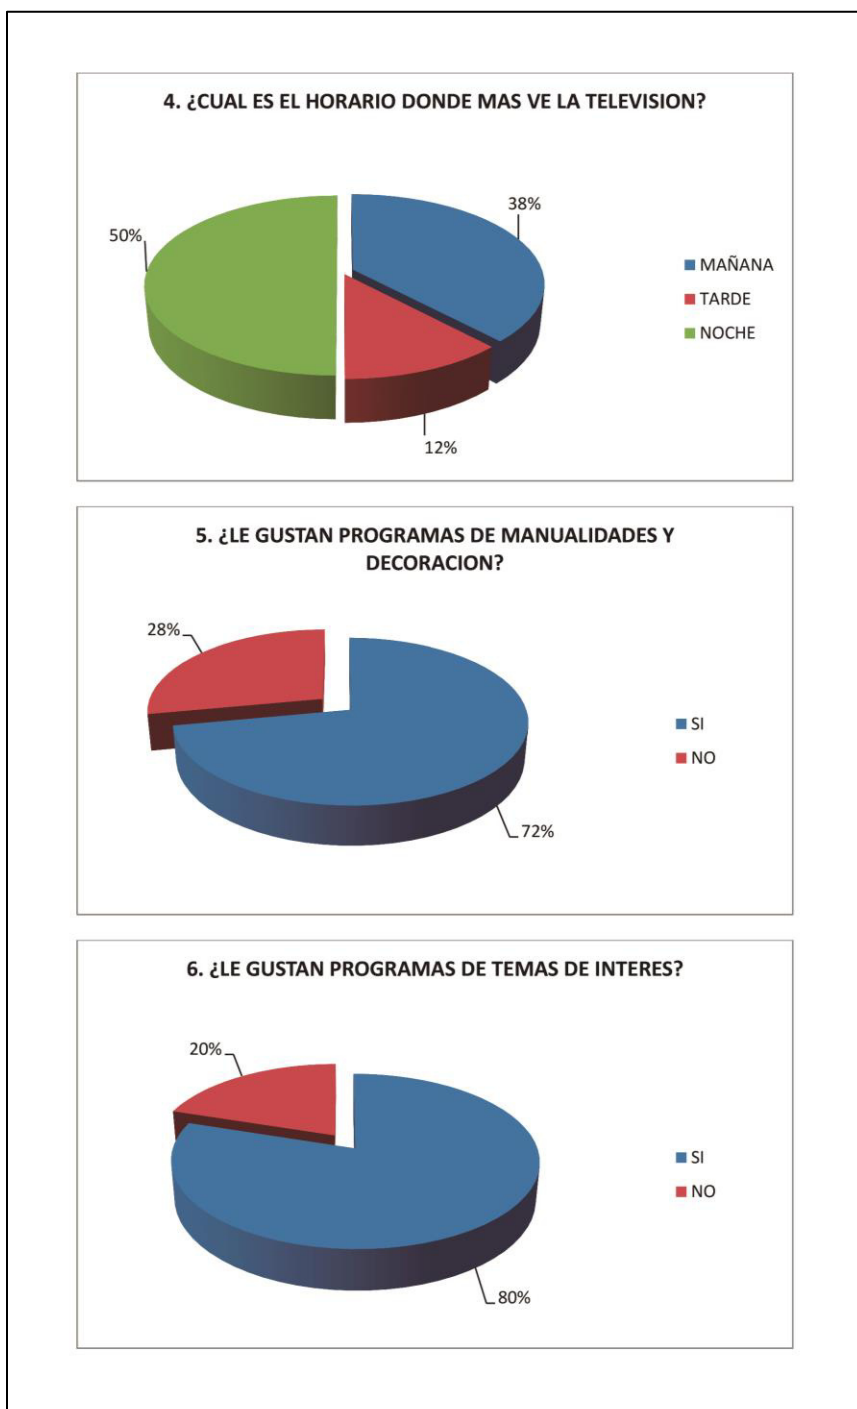 4. ¿CUAL ES EL HORARIO DONDE MAS VE LA TELEVISION?
38%
50%
MAÑANA
TARDE
NOCHE
12%
5. ¿LE GUSTAN PROGRAMAS DE MANUALIDADES Y
DECORACION?
28%
SI
NO
72%
6. ¿LE GUSTAN PROGRAMAS DE TEMAS DE INTERES?
20%
SI
NO
80%